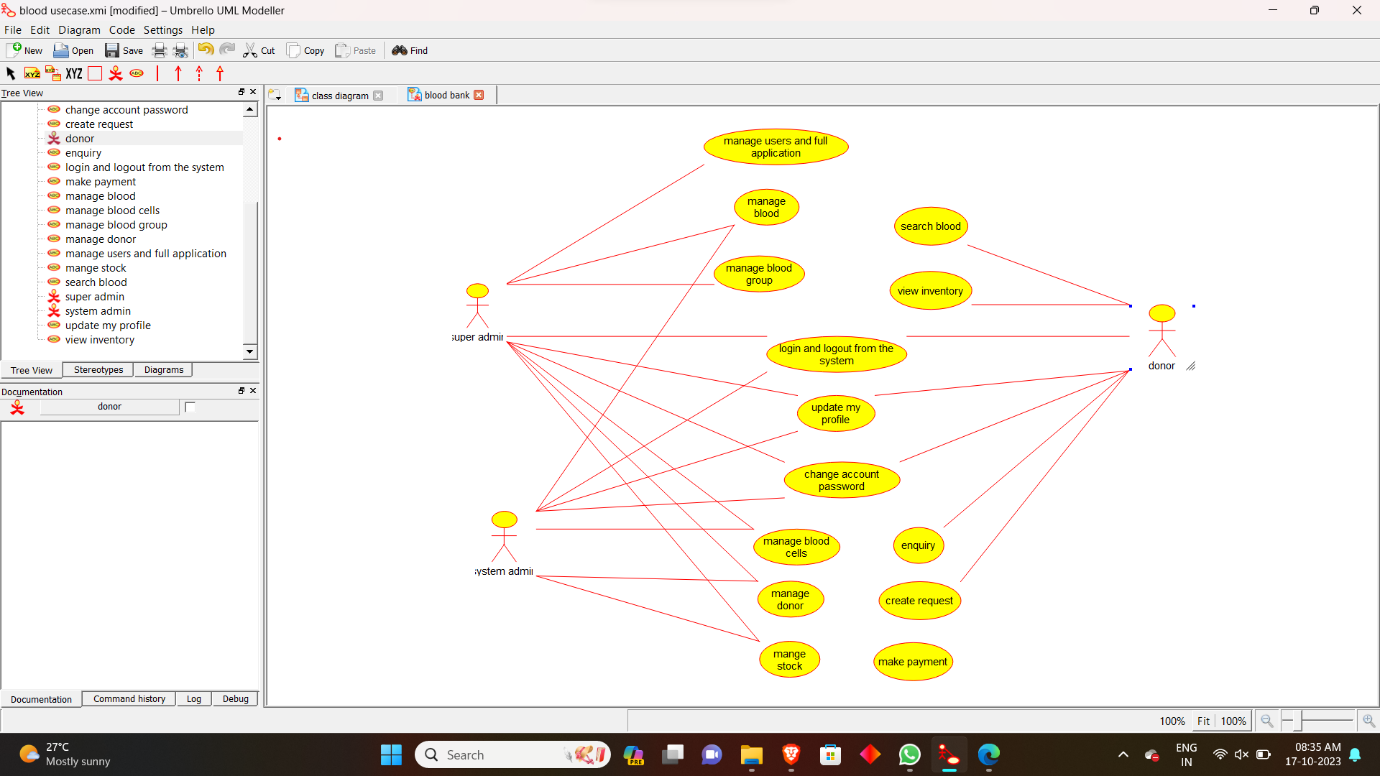 blood usecase.xmi [modified] – Umbrello UML Modeller
File Edit Diagram Code Settings Help
New Open Save Cut Copy Paste Find
XYZ XYZ
Tree View
class diagram
blood bank
change account password
create request
donor
enquiry
login and logout from the system
make payment
manage blood
manage blood cells
manage blood group
manage donor
manage users and full application
mange stock
search blood
super admin
system admin
update my profile
view inventory
Tree View Stereotypes Diagrams
Documentation
donor
Documentation Command history Log Debug
manage users and full
application
manage
blood
search blood
manage blood
group
view inventory
super admin
donor
login and logout from the
system
update my
profile
change account
password
system admin
manage blood
cells
enquiry
manage
donor
create request
mange
stock
make payment
100% Fit 100%
27°C
Mostly sunny
Search
PRE
ENG
IN
08:35 AM
17-10-2023